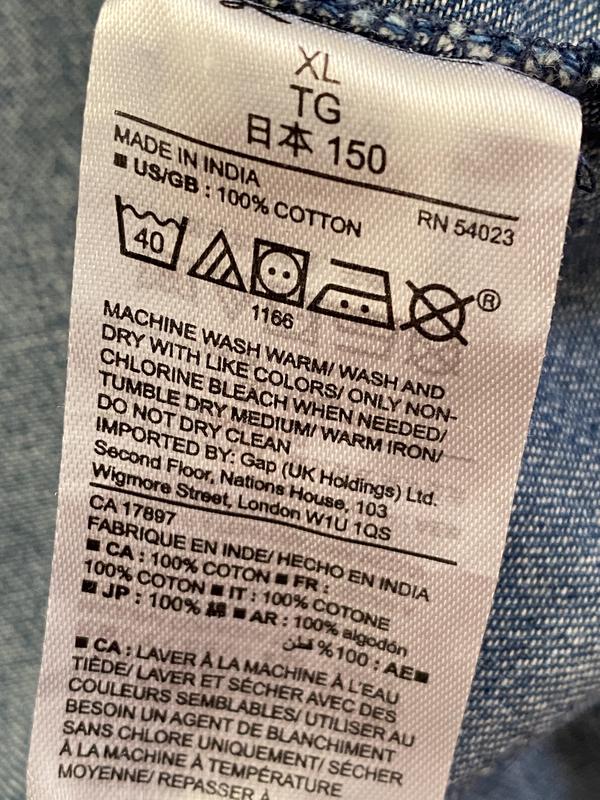 XL
TG
日本 150
MADE IN INDIA
■ US/GB : 100% COTTON
RN 54023
40
®
1166
MACHINE WASH WARM/ WASH AND
DRY WITH LIKE COLORS/ ONLY NON-
CHLORINE BLEACH WHEN NEEDED/
TUMBLE DRY MEDIUM/ WARM IRON/
DO NOT DRY CLEAN
IMPORTED BY: Gap (UK Holdings) Ltd.
Second Floor, Nations House, 103
Wigmore Street, London W1U 1QS
CA 17897
FABRIQUE EN INDE/ HECHO EN INDIA
■ CA : 100% COTON ■ FR :
100% COTON ■ IT : 100% COTONE
■ JP : 100% 綿 ■ AR : 100% algodón
■AE : 100% قطن
■ CA : LAVER À LA MACHINE À L'EAU
TIÈDE/ LAVER ET SÉCHER AVEC DES
COULEURS SEMBLABLES/ UTILISER AU
BESOIN UN AGENT DE BLANCHIMENT
SANS CHLORE UNIQUEMENT/ SÉCHER
À LA MACHINE À TEMPÉRATURE
MOYENNE/ REPASSER À